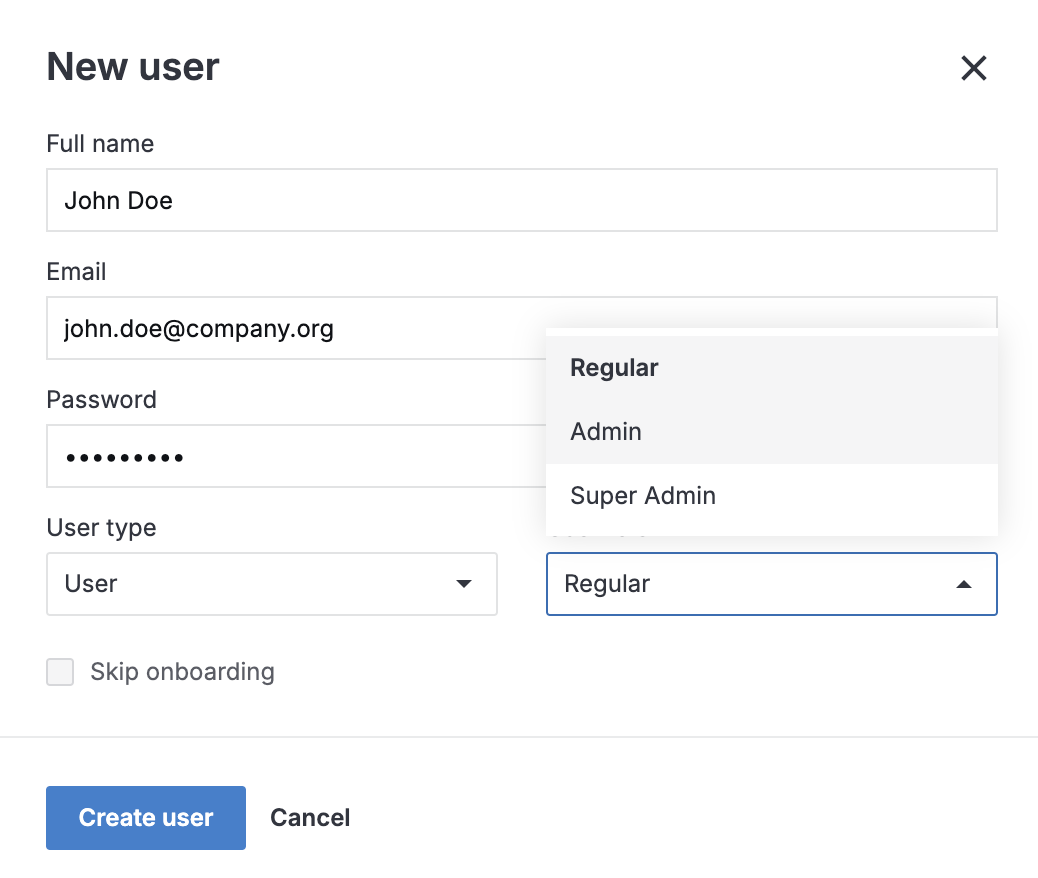 New user
Full name
John Doe
Email
john.doe@company.org
Password
•••••••••
Regular
Admin
Super Admin
User type
User
Regular
Skip onboarding
Create user
Cancel